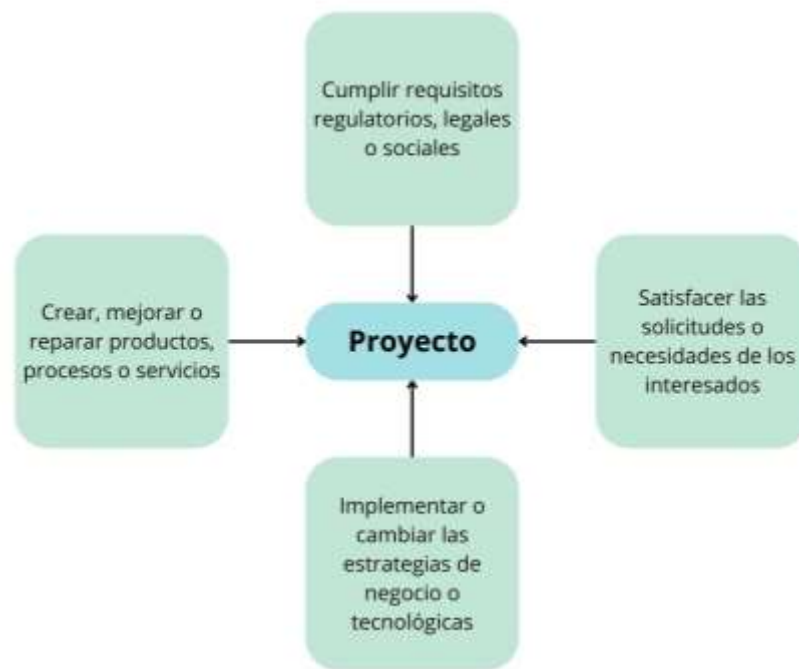 Cumplir requisitos
regulatorios, legales
o sociales
Crear, mejorar o
reparar productos,
procesos o servicios
Proyecto
Satisfacer las
solicitudes o
necesidades de los
interesados
Implementar o
cambiar las
estrategias de
negocio o
tecnológicas